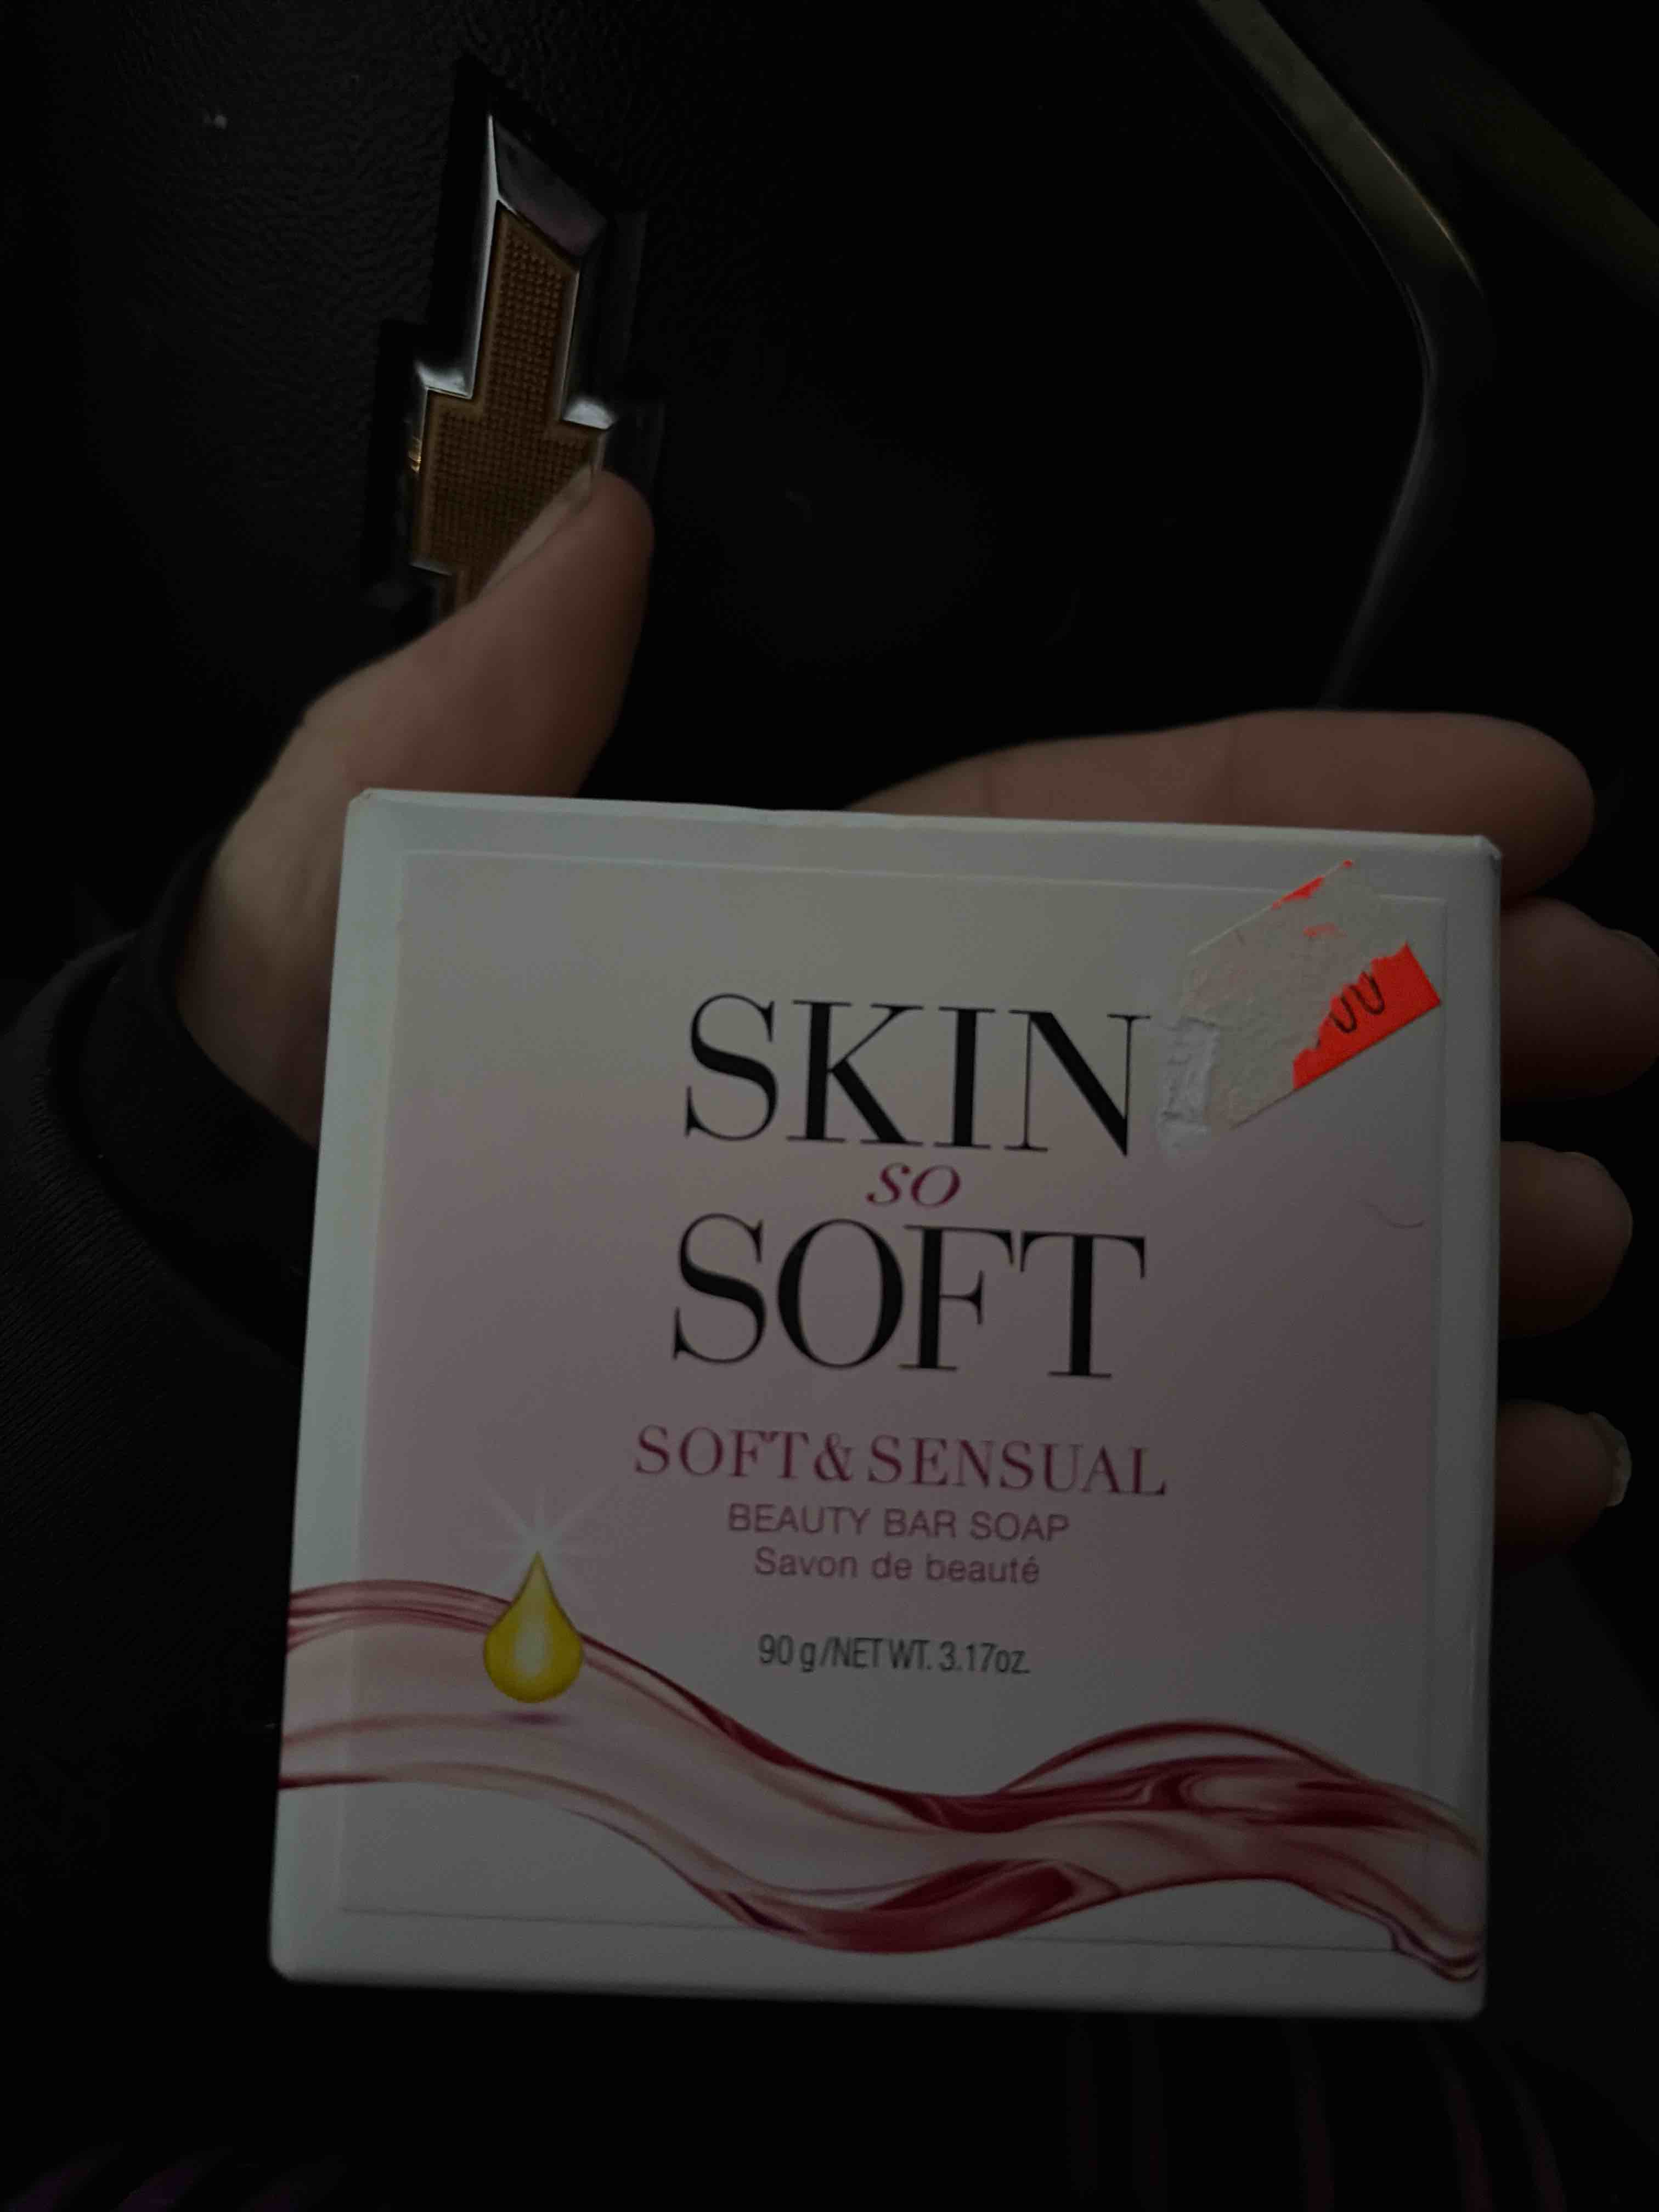 SKIN
so
SOFT
SOFT & SENSUAL
BEAUTY BAR SOAP
Savon de beauté
90 g/NET WT. 3.17oz.